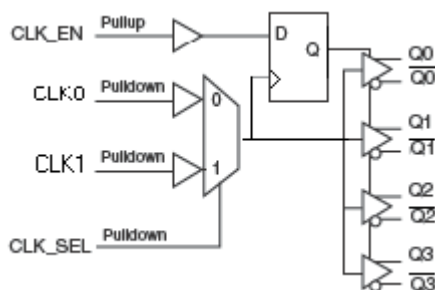 CLK_EN Pullup
D Q
CLK0 Pulldown
0
CLK1 Pulldown
1
CLK_SEL Pulldown
Q0
Q0
Q1
Q1
Q2
Q2
Q3
Q3